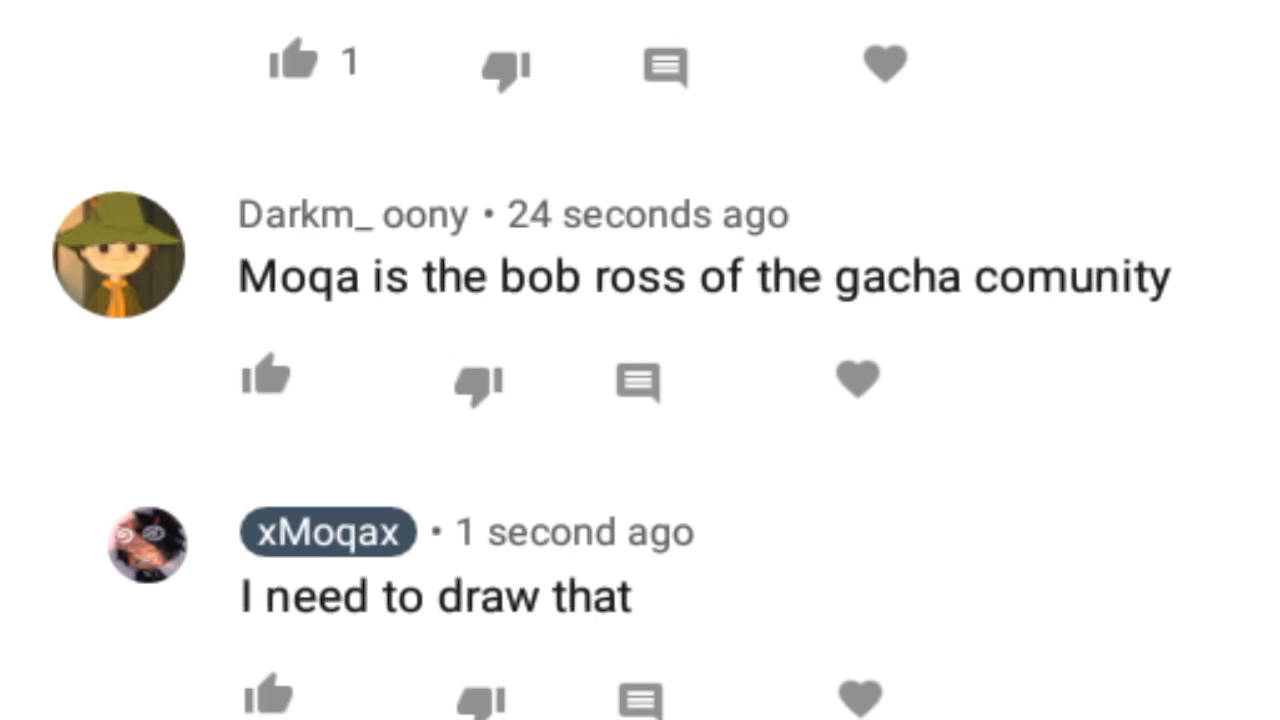 1
Darkm_ oony • 24 seconds ago
Moqa is the bob ross of the gacha comunity
xMoqax • 1 second ago
I need to draw that